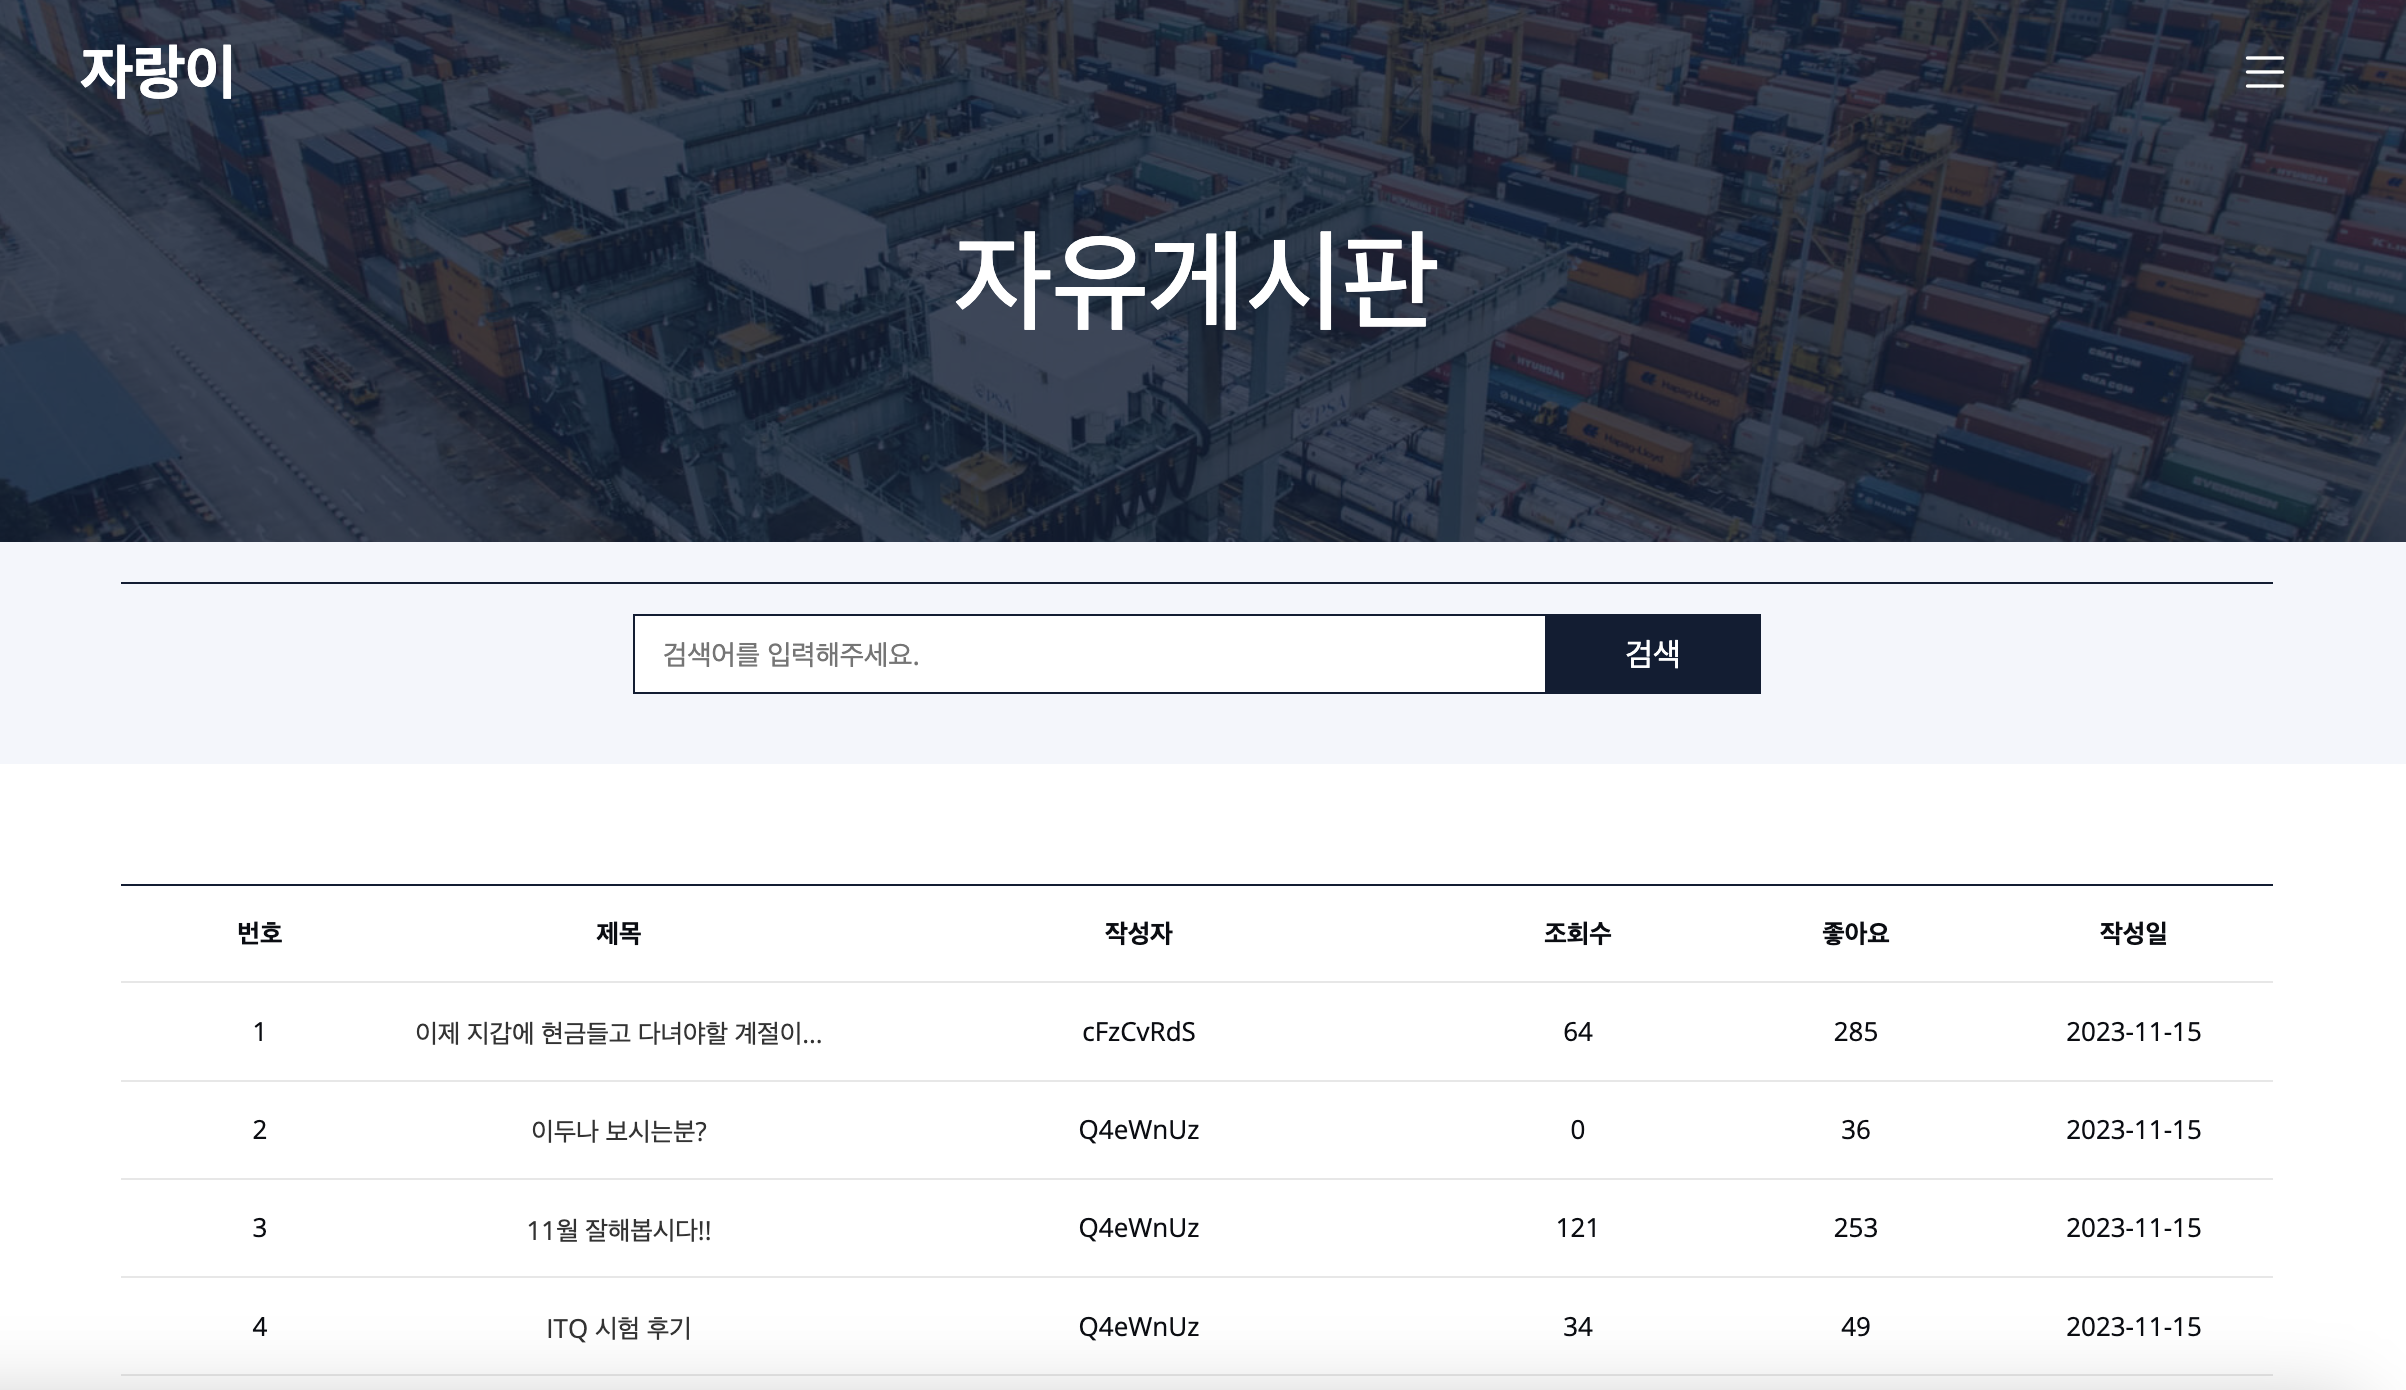 자랑이
자유게시판
검색어를 입력해주세요. 검색
번호 제목 작성자 조회수 좋아요 작성일
1 이제 지갑에 현금들고 다녀야할 계절이... cFzCvRdS 64 285 2023-11-15
2 이두나 보시는분? Q4eWnUz 0 36 2023-11-15
3 11월 잘해봅시다!! Q4eWnUz 121 253 2023-11-15
4 ITQ 시험 후기 Q4eWnUz 34 49 2023-11-15